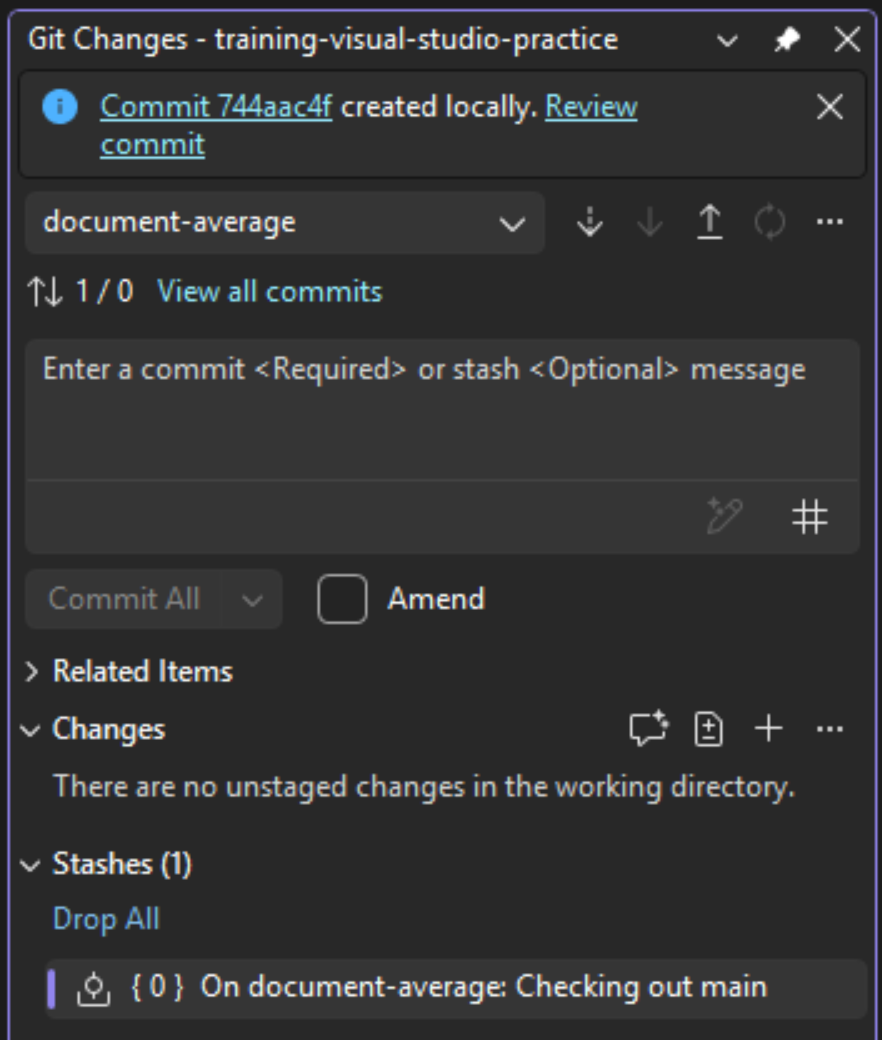 Git Changes - training-visual-studio-practice
Commit 744aac4f created locally. Review
commit
document-average
1 / 0 View all commits
Enter a commit <Required> or stash <Optional> message
Commit All Amend
Related Items
Changes
There are no unstaged changes in the working directory.
Stashes (1)
Drop All
{ 0 } On document-average: Checking out main